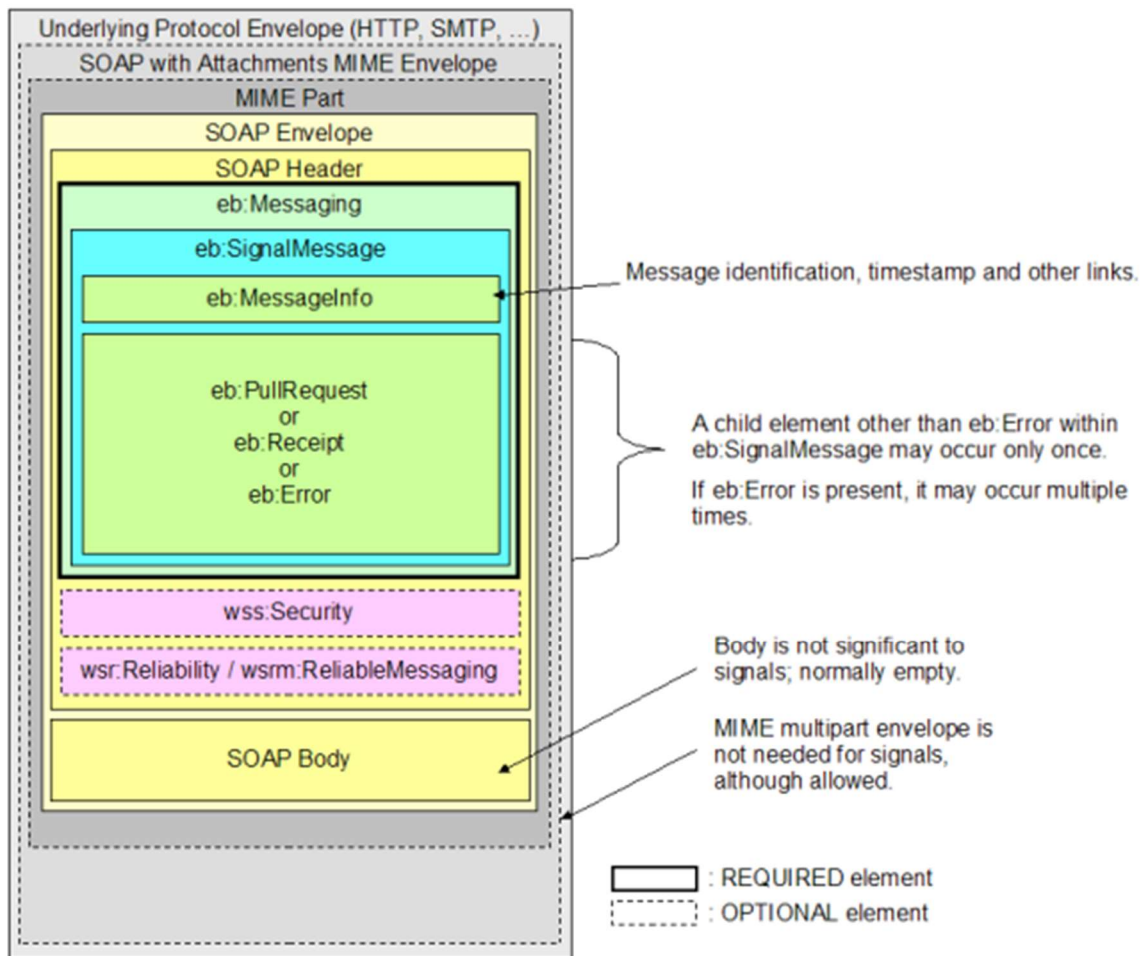 Underlying Protocol Envelope (HTTP, SMTP, …)
SOAP with Attachments MIME Envelope
MIME Part
SOAP Envelope
SOAP Header
eb:Messaging
eb:SignalMessage
eb:MessageInfo
Message identification, timestamp and other links.
eb:PullRequest
or
eb:Receipt
or
eb:Error
A child element other than eb:Error within
eb:SignalMessage may occur only once.
If eb:Error is present, it may occur multiple
times.
wss:Security
wsr:Reliability / wsrm:ReliableMessaging
SOAP Body
Body is not significant to
signals; normally empty.
MIME multipart envelope is
not needed for signals,
although allowed.
: REQUIRED element
: OPTIONAL element